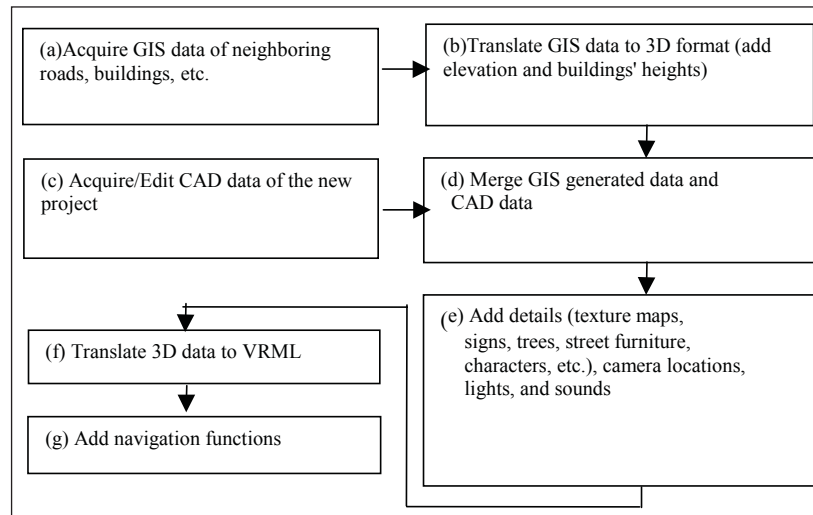 (a)Acquire GIS data of neighboring
roads, buildings, etc.
(b)Translate GIS data to 3D format (add
elevation and buildings' heights)
(c) Acquire/Edit CAD data of the new
project
(d) Merge GIS generated data and
CAD data
(e) Add details (texture maps,
signs, trees, street furniture,
characters, etc.), camera locations,
lights, and sounds
(f) Translate 3D data to VRML
(g) Add navigation functions